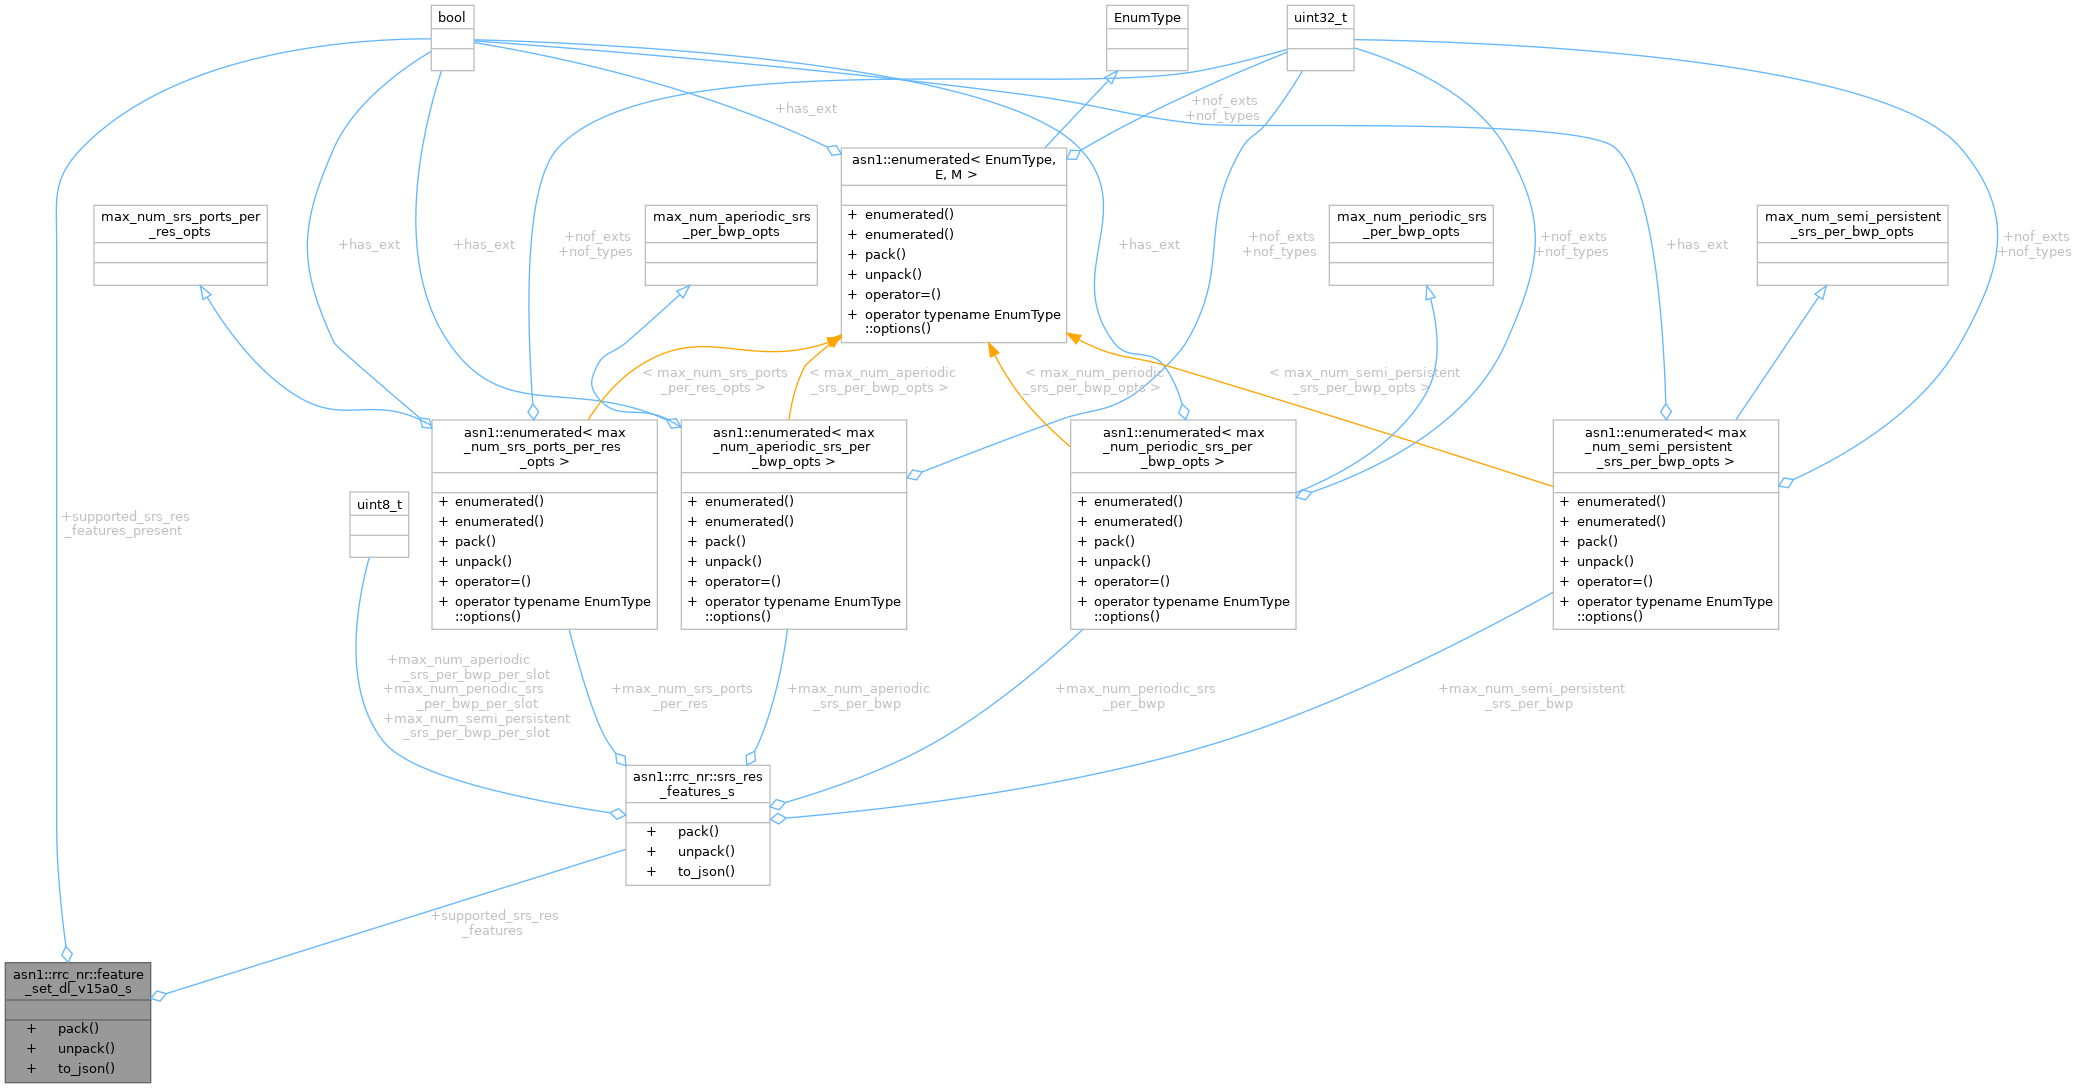 bool
EnumType
uint32_t
+has_ext
+nof_exts
+nof_types
asn1::enumerated< EnumType,
E, M >
+ enumerated()
+ enumerated()
+ pack()
+ unpack()
+ operator=()
+ operator typename EnumType
::options()
max_num_srs_ports_per
_res_opts
+has_ext
+has_ext
+nof_exts
+nof_types
max_num_aperiodic_srs
_per_bwp_opts
+has_ext
+nof_exts
+nof_types
max_num_periodic_srs
_per_bwp_opts
+nof_exts
+nof_types
+has_ext
max_num_semi_persistent
_srs_per_bwp_opts
+nof_exts
+nof_types
< max_num_srs_ports
_per_res_opts >
< max_num_aperiodic
_srs_per_bwp_opts >
< max_num_periodic
_srs_per_bwp_opts >
< max_num_semi_persistent
_srs_per_bwp_opts >
+supported_srs_res
_features_present
uint8_t
asn1::enumerated< max
_num_srs_ports_per_res
_opts >
+ enumerated()
+ enumerated()
+ pack()
+ unpack()
+ operator=()
+ operator typename EnumType
::options()
asn1::enumerated< max
_num_aperiodic_srs_per
_bwp_opts >
+ enumerated()
+ enumerated()
+ pack()
+ unpack()
+ operator=()
+ operator typename EnumType
::options()
asn1::enumerated< max
_num_periodic_srs_per
_bwp_opts >
+ enumerated()
+ enumerated()
+ pack()
+ unpack()
+ operator=()
+ operator typename EnumType
::options()
asn1::enumerated< max
_num_semi_persistent
_srs_per_bwp_opts >
+ enumerated()
+ enumerated()
+ pack()
+ unpack()
+ operator=()
+ operator typename EnumType
::options()
+max_num_aperiodic
_srs_per_bwp_per_slot
+max_num_periodic_srs
_per_bwp_per_slot
+max_num_semi_persistent
_srs_per_bwp_per_slot
+max_num_srs_ports
_per_res
+max_num_aperiodic
_srs_per_bwp
+max_num_periodic_srs
_per_bwp
+max_num_semi_persistent
_srs_per_bwp
asn1::rrc_nr::srs_res
_features_s
+ pack()
+ unpack()
+ to_json()
+supported_srs_res
_features
asn1::rrc_nr::feature
_set_dl_v15a0_s
+ pack()
+ unpack()
+ to_json()